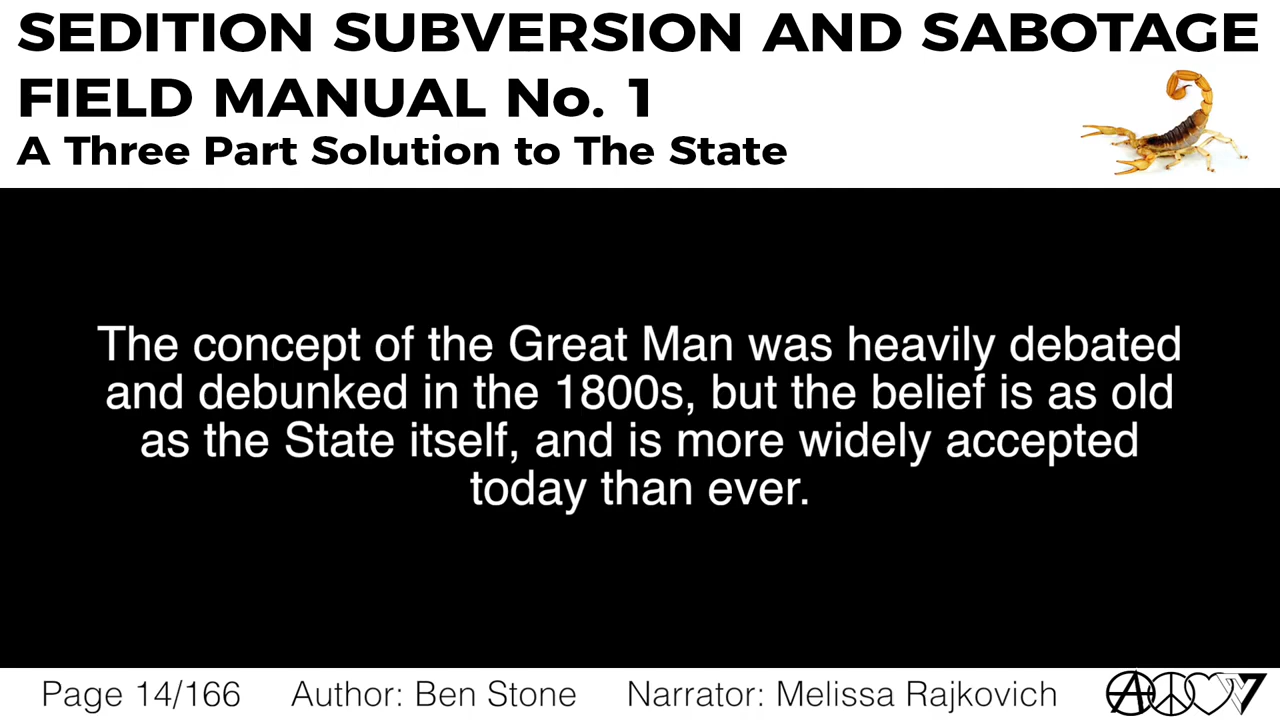 SEDITION SUBVERSION AND SABOTAGE
FIELD MANUAL No. 1
A Three Part Solution to The State
The concept of the Great Man was heavily debated
and debunked in the 1800s, but the belief is as old
as the State itself, and is more widely accepted
today than ever.
Page 14/166 Author: Ben Stone Narrator: Melissa Rajkovich